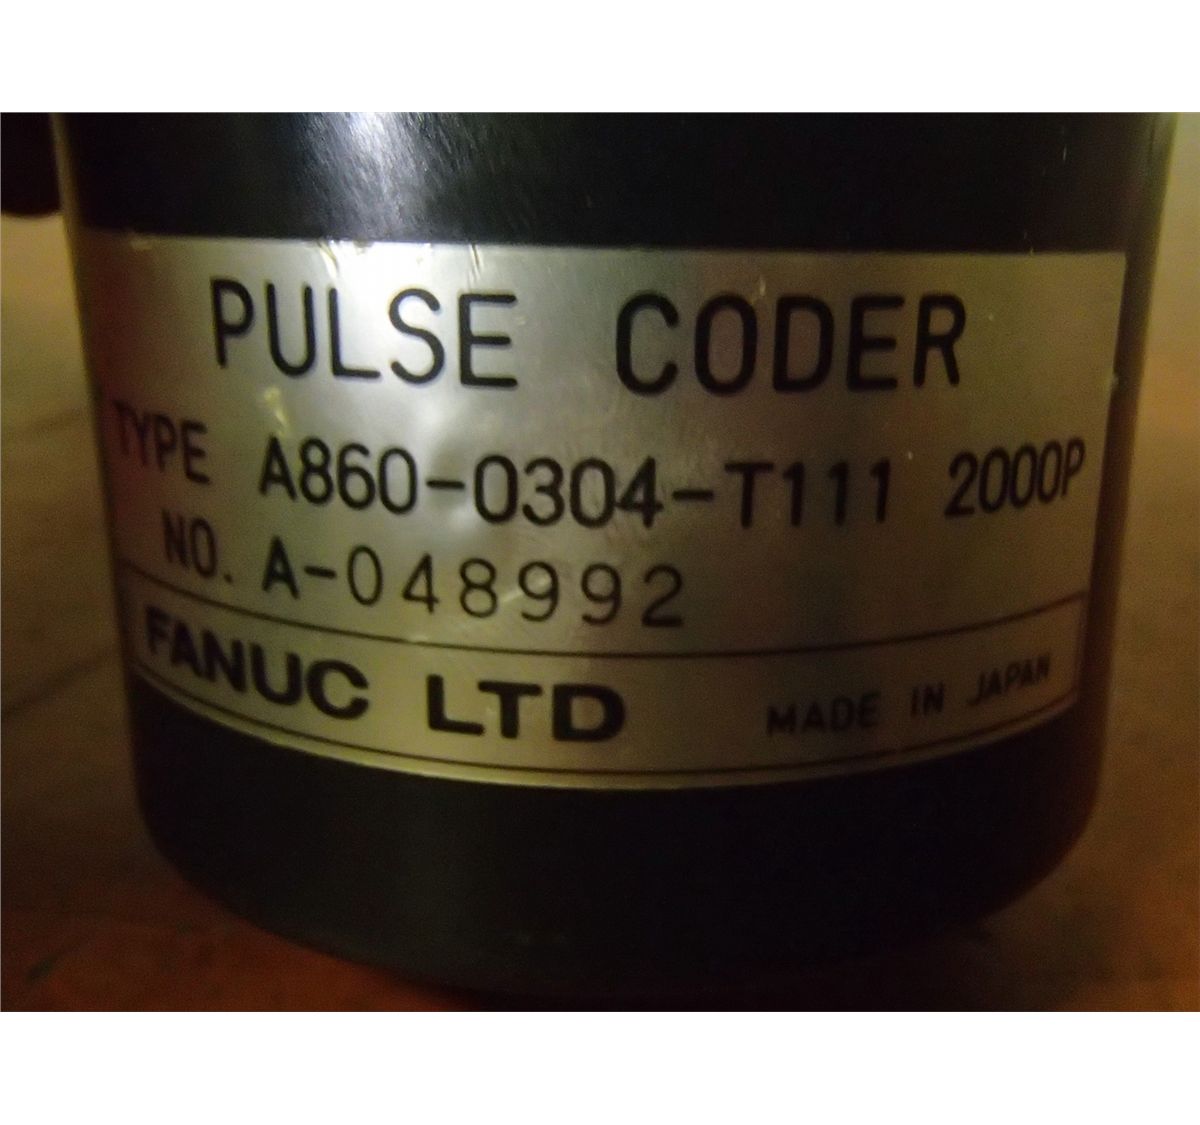 PULSE CODER
TYPE A860-0304-T111 2000P
NO. A-048992
FANUC LTD MADE IN JAPAN